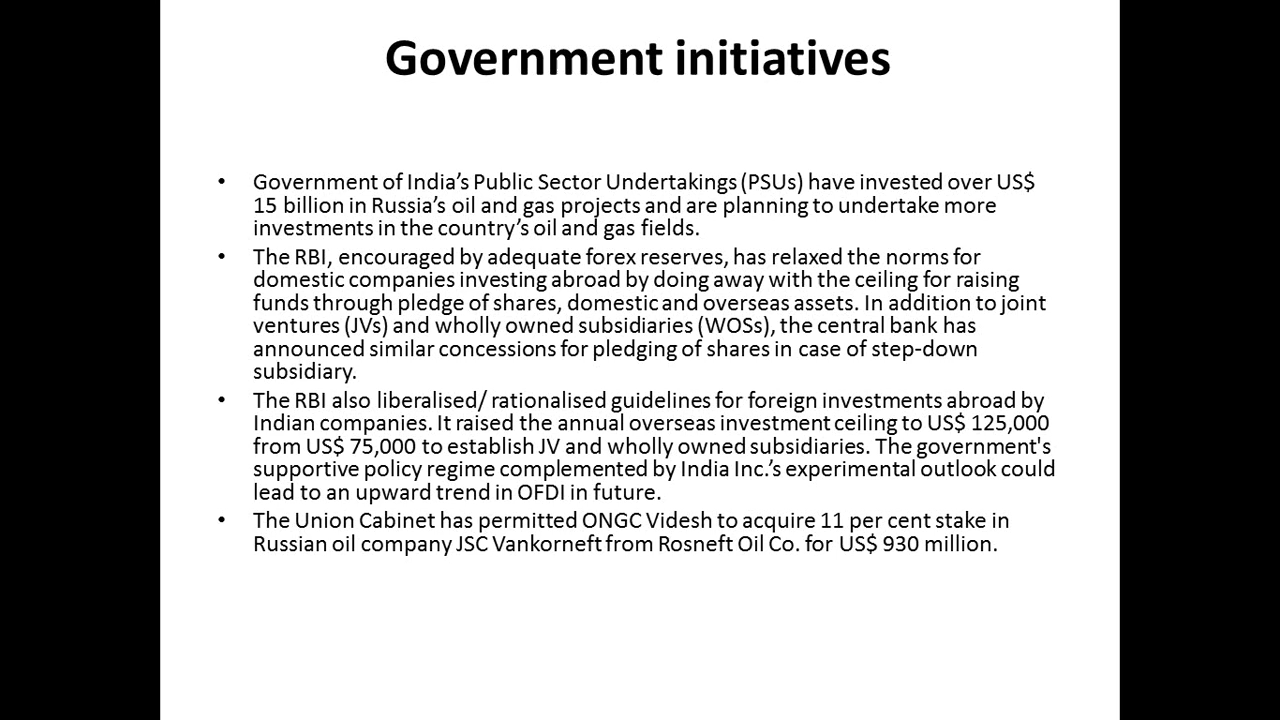 Government initiatives
• Government of India’s Public Sector Undertakings (PSUs) have invested over US$
15 billion in Russia’s oil and gas projects and are planning to undertake more
investments in the country’s oil and gas fields.
• The RBI, encouraged by adequate forex reserves, has relaxed the norms for
domestic companies investing abroad by doing away with the ceiling for raising
funds through pledge of shares, domestic and overseas assets. In addition to joint
ventures (JVs) and wholly owned subsidiaries (WOSs), the central bank has
announced similar concessions for pledging of shares in case of step-down
subsidiary.
• The RBI also liberalised/ rationalised guidelines for foreign investments abroad by
Indian companies. It raised the annual overseas investment ceiling to US$ 125,000
from US$ 75,000 to establish JV and wholly owned subsidiaries. The government's
supportive policy regime complemented by India Inc.’s experimental outlook could
lead to an upward trend in OFDI in future.
• The Union Cabinet has permitted ONGC Videsh to acquire 11 per cent stake in
Russian oil company JSC Vankorneft from Rosneft Oil Co. for US$ 930 million.